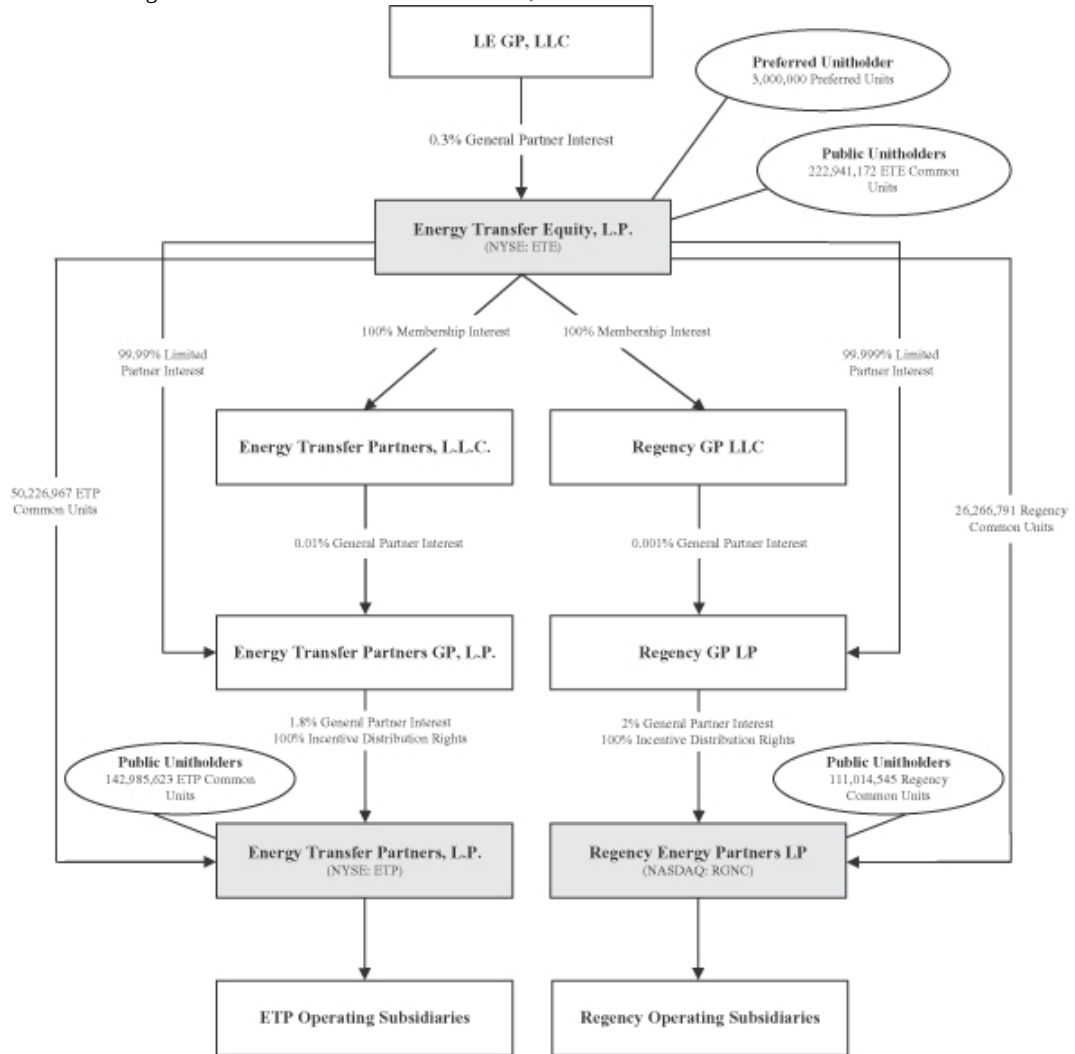 LE GP, LLC
Preferred Unitholder
3,000,000 Preferred Units
0.3% General Partner Interest
Public Unitholders
222,941,172 ETE Common
Units
Energy Transfer Equity, L.P.
(NYSE: ETE)
100% Membership Interest
100% Membership Interest
99.99% Limited
Partner Interest
99.999% Limited
Partner Interest
Energy Transfer Partners, L.L.C.
Regency GP LLC
50,226,967 ETP
Common Units
26,266,791 Regency
Common Units
0.01% General Partner Interest
0.001% General Partner Interest
Energy Transfer Partners GP, L.P.
Regency GP LP
1.8% General Partner Interest
100% Incentive Distribution Rights
2% General Partner Interest
100% Incentive Distribution Rights
Public Unitholders
142,985,623 ETP Common
Units
Public Unitholders
111,014,545 Regency
Common Units
Energy Transfer Partners, L.P.
(NYSE: ETP)
Regency Energy Partners LP
(NASDAQ: RGNC)
ETP Operating Subsidiaries
Regency Operating Subsidiaries